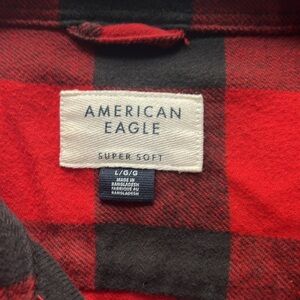 AMERICAN
EAGLE
SUPER SOFT
L/G/G
MADE IN
BANGLADESH
FABRIQUÉ AU
BANGLADESH